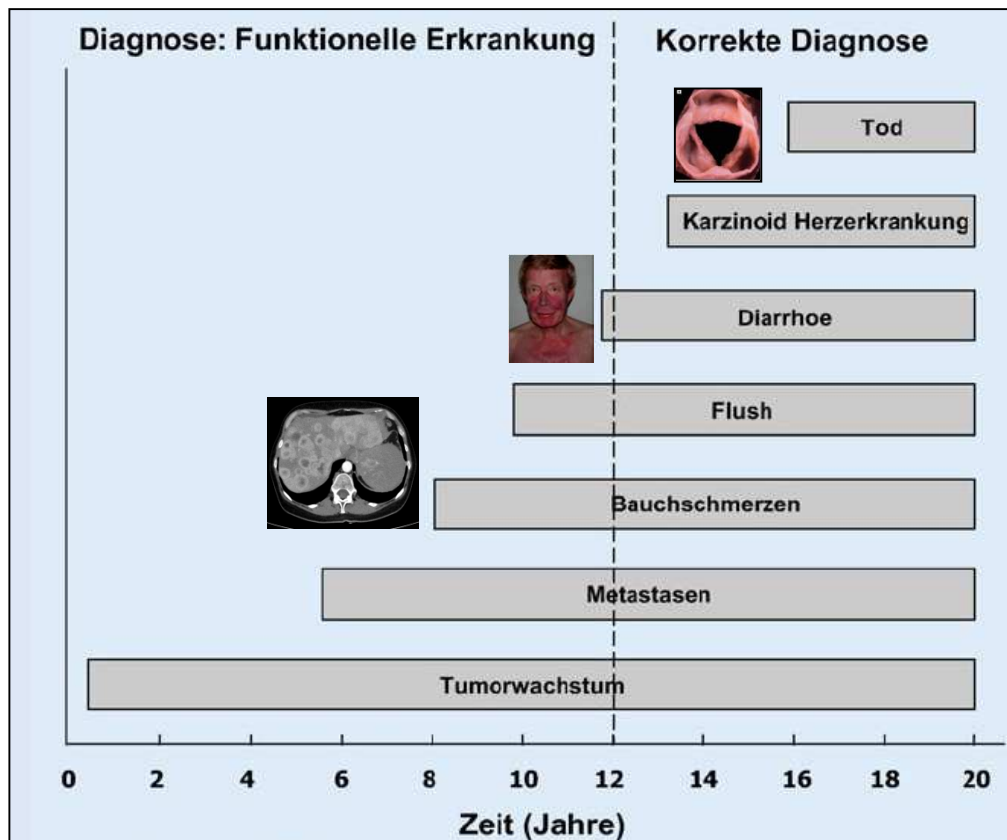 Diagnose: Funktionelle Erkrankung
Korrekte Diagnose
Tod
Karzinoid Herzerkrankung
Diarrhoe
Flush
Bauchschmerzen
Metastasen
Tumorwachstum
0 2 4 6 8 10 12 14 16 18 20
Zeit (Jahre)